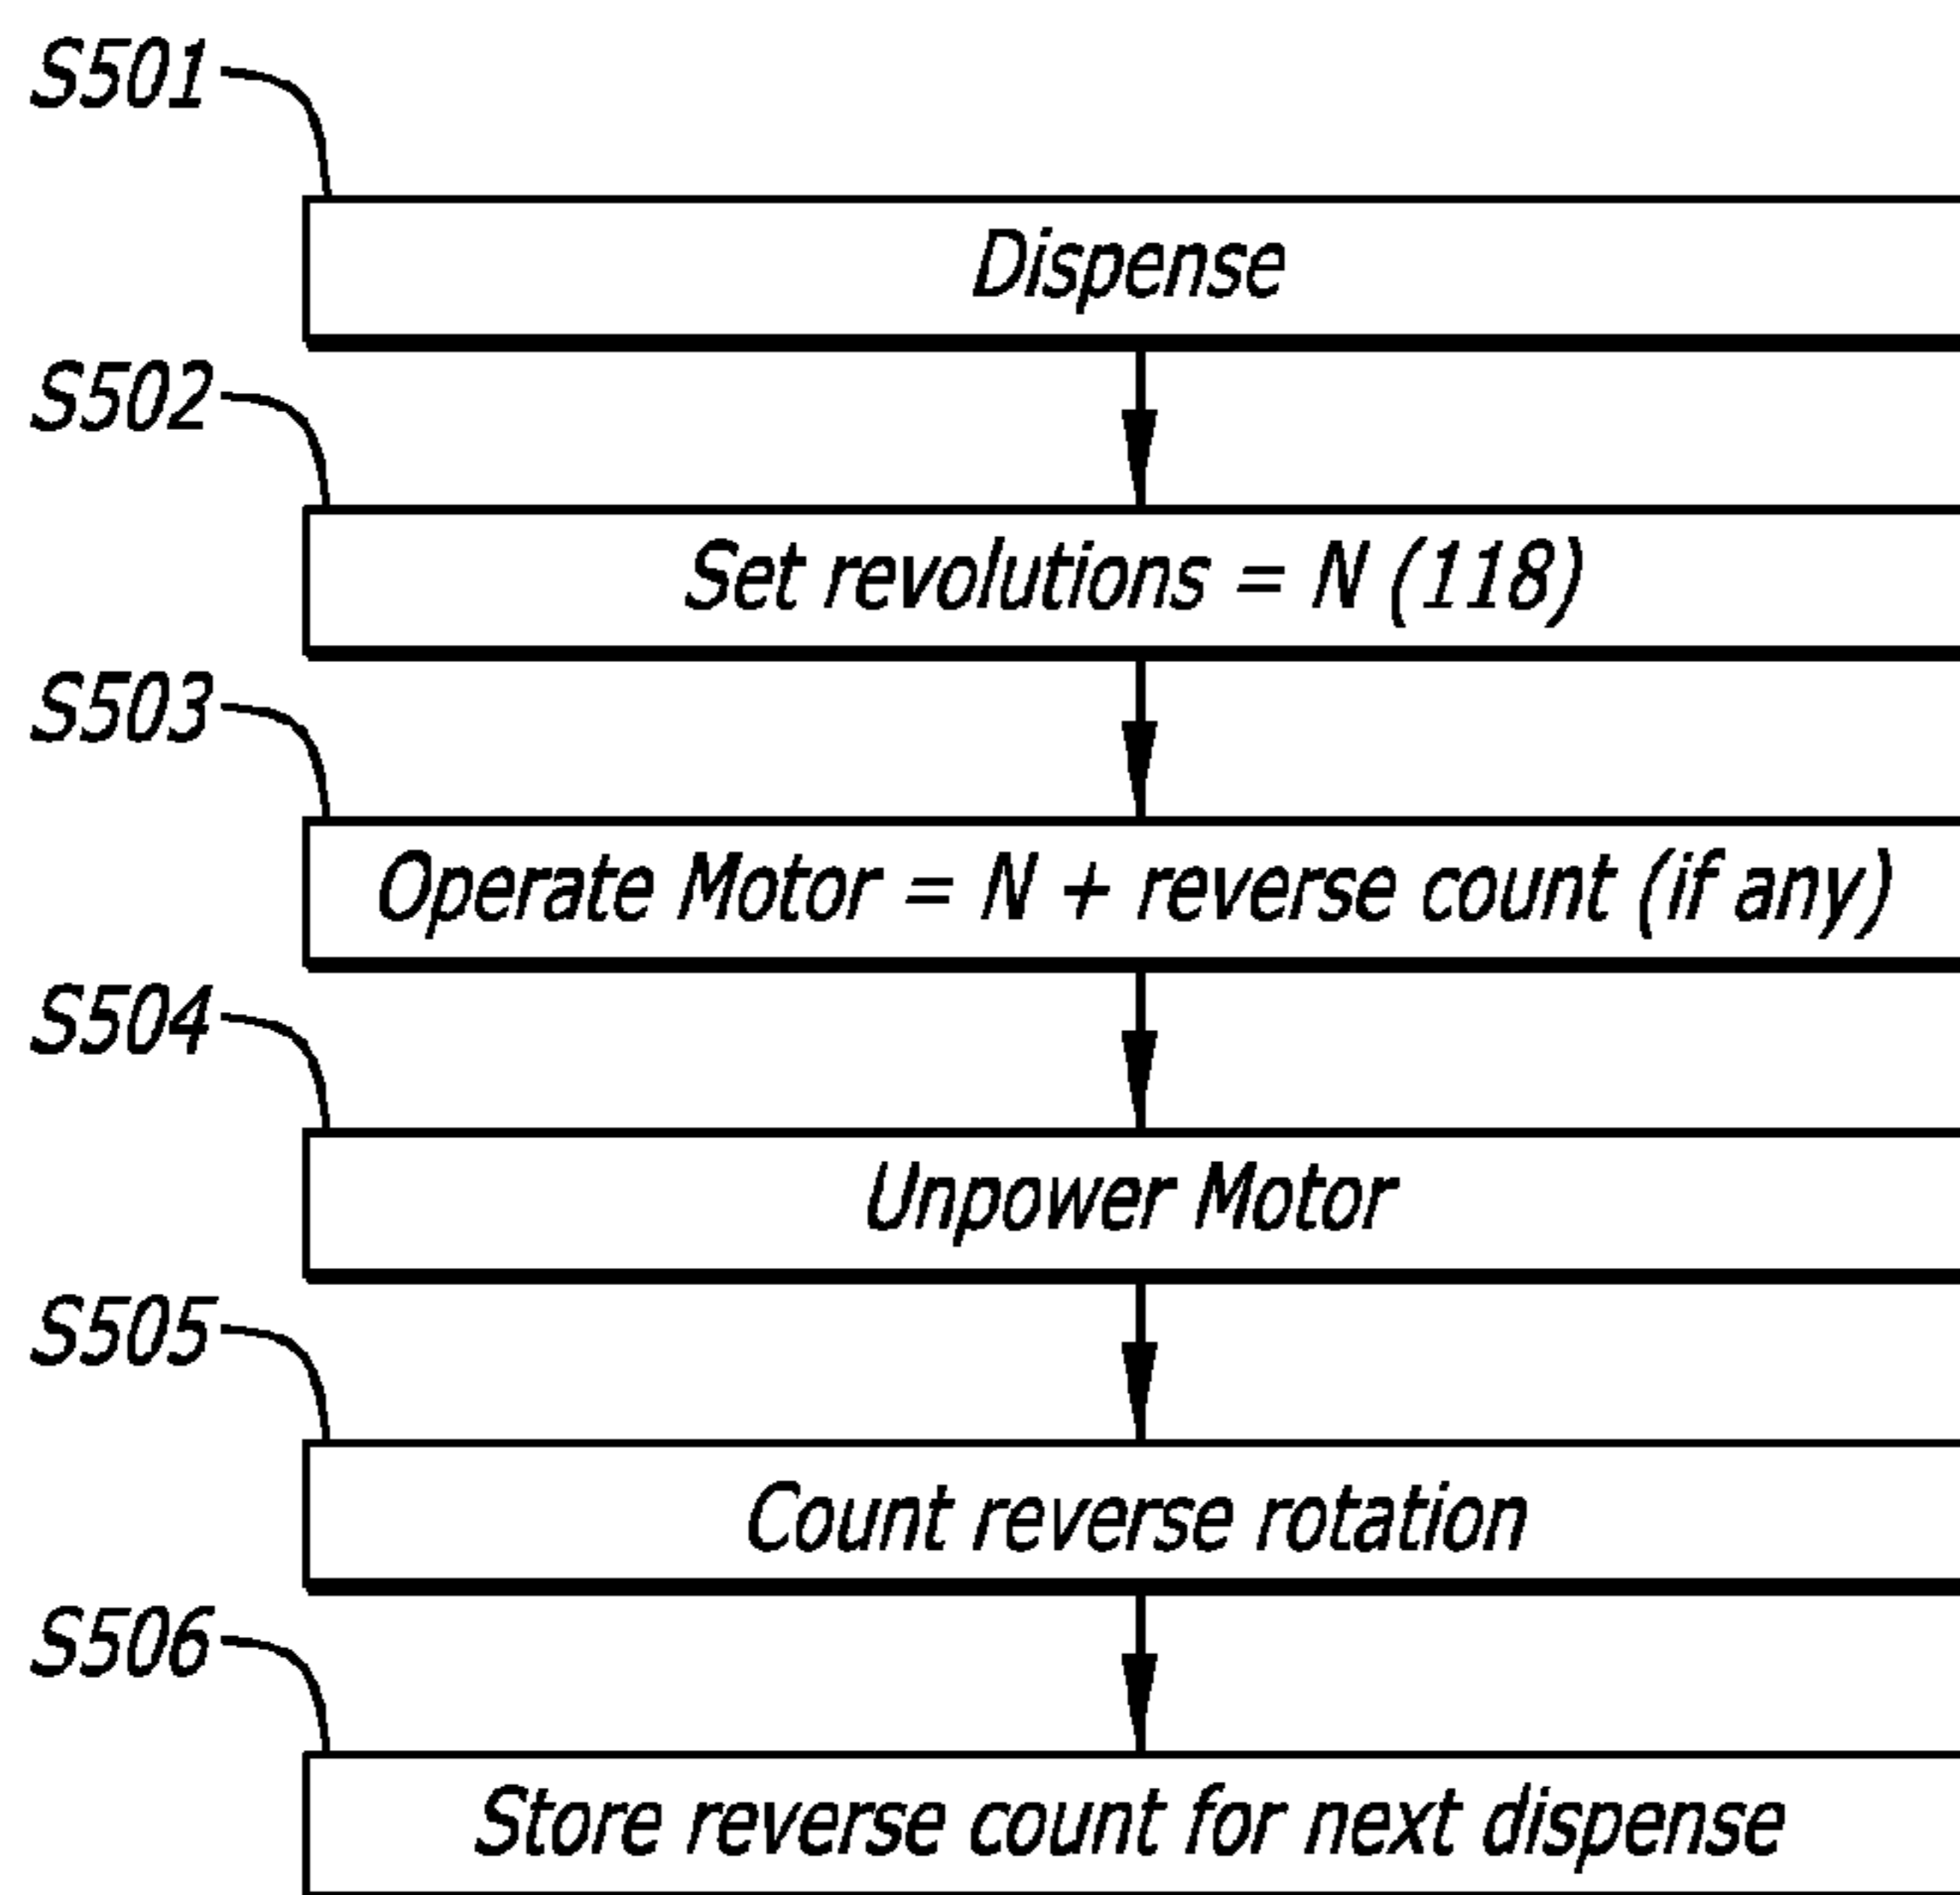 S501
Dispense
S502
Set revolutions = N (118)
S503
Operate Motor = N + reverse count (if any)
S504
Unpower Motor
S505
Count reverse rotation
S506
Store reverse count for next dispense